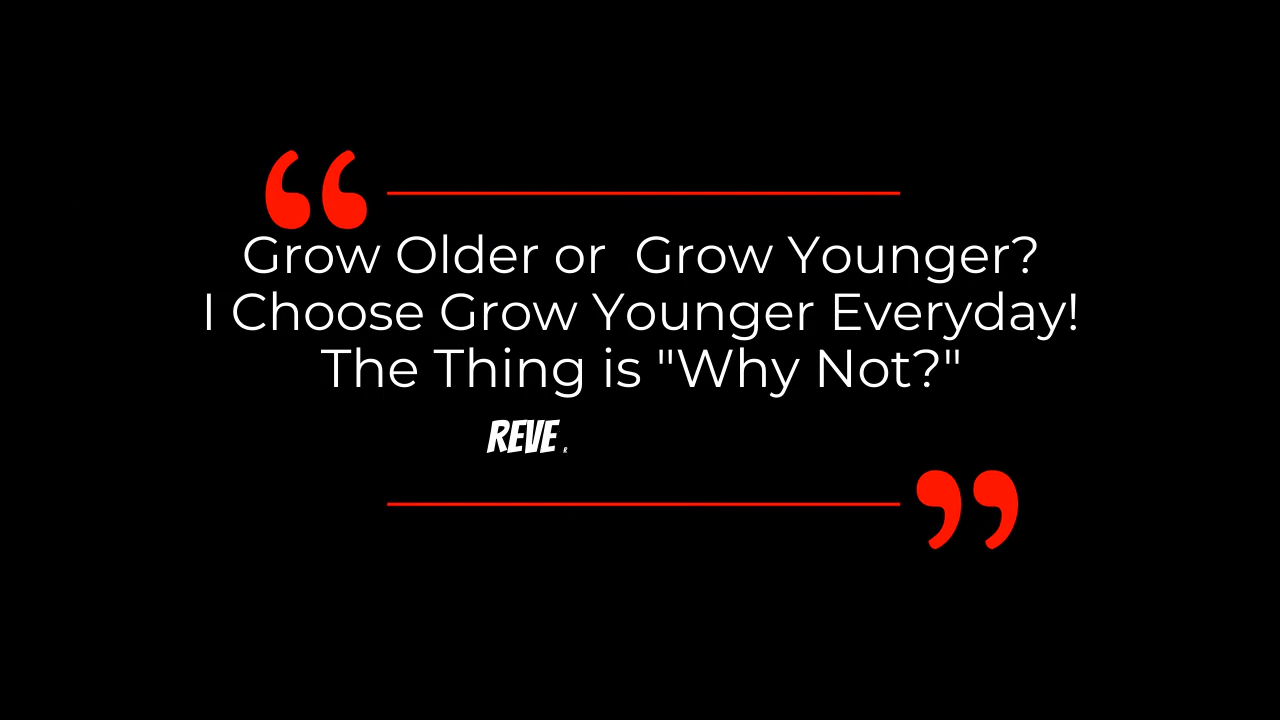 Grow Older or  Grow Younger?
I Choose Grow Younger Everyday!
The Thing is "Why Not?"
REVE R